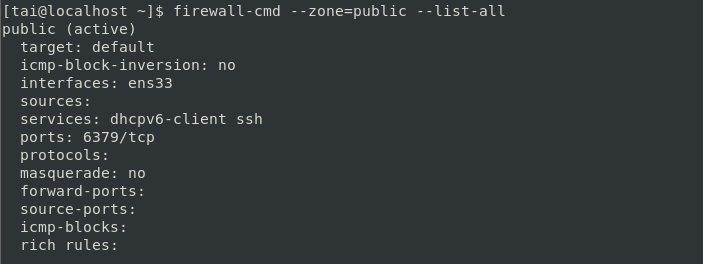 [tai@localhost ~]$ firewall-cmd --zone=public --list-all
public (active)
  target: default
  icmp-block-inversion: no
  interfaces: ens33
  sources:
  services: dhcpv6-client ssh
  ports: 6379/tcp
  protocols:
  masquerade: no
  forward-ports:
  source-ports:
  icmp-blocks:
  rich rules: